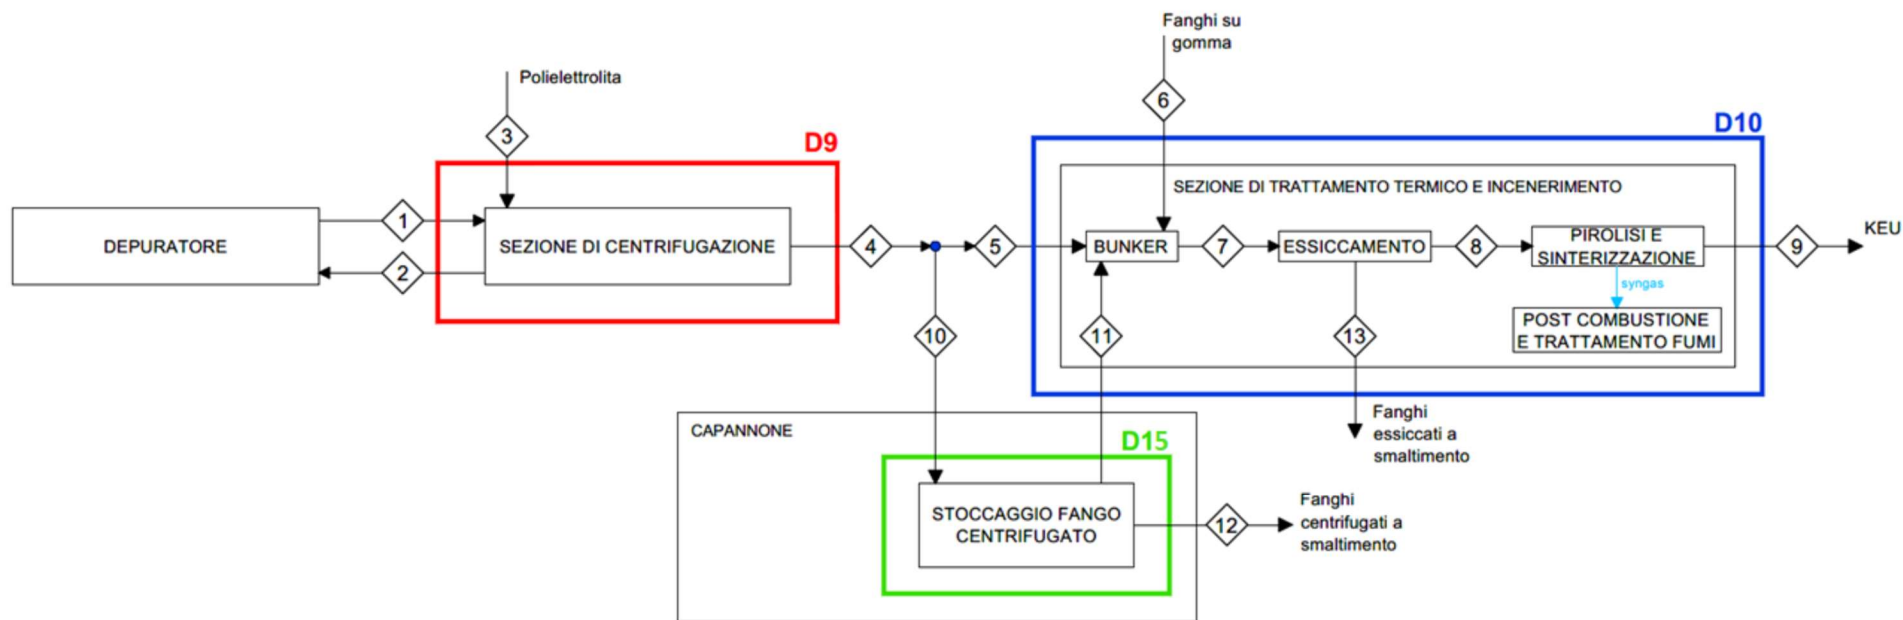 Fanghi su
gomma
Polielettrolita
6
3
D9
D10
SEZIONE DI TRATTAMENTO TERMICO E INCENERIMENTO
DEPURATORE
1
2
SEZIONE DI CENTRIFUGAZIONE
4
5
BUNKER
7
ESSICCAMENTO
8
PIROLISI E
SINTERIZZAZIONE
9
KEU
syngas
POST COMBUSTIONE
E TRATTAMENTO FUMI
10
11
13
Fanghi
essiccati a
smaltimento
CAPANNONE
D15
STOCCAGGIO FANGO
CENTRIFUGATO
12
Fanghi
centrifugati a
smaltimento